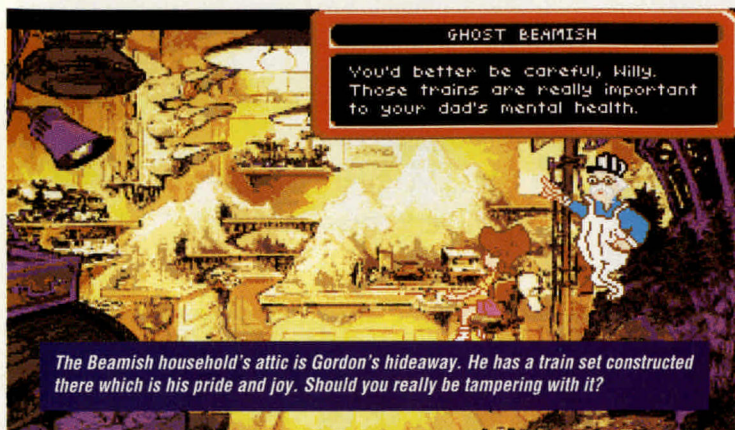 GHOST BEAMISH
You'd better be careful, Willy.
Those trains are really important
to your dad's mental health.
The Beamish household's attic is Gordon's hideaway. He has a train set constructed
there which is his pride and joy. Should you really be tampering with it?